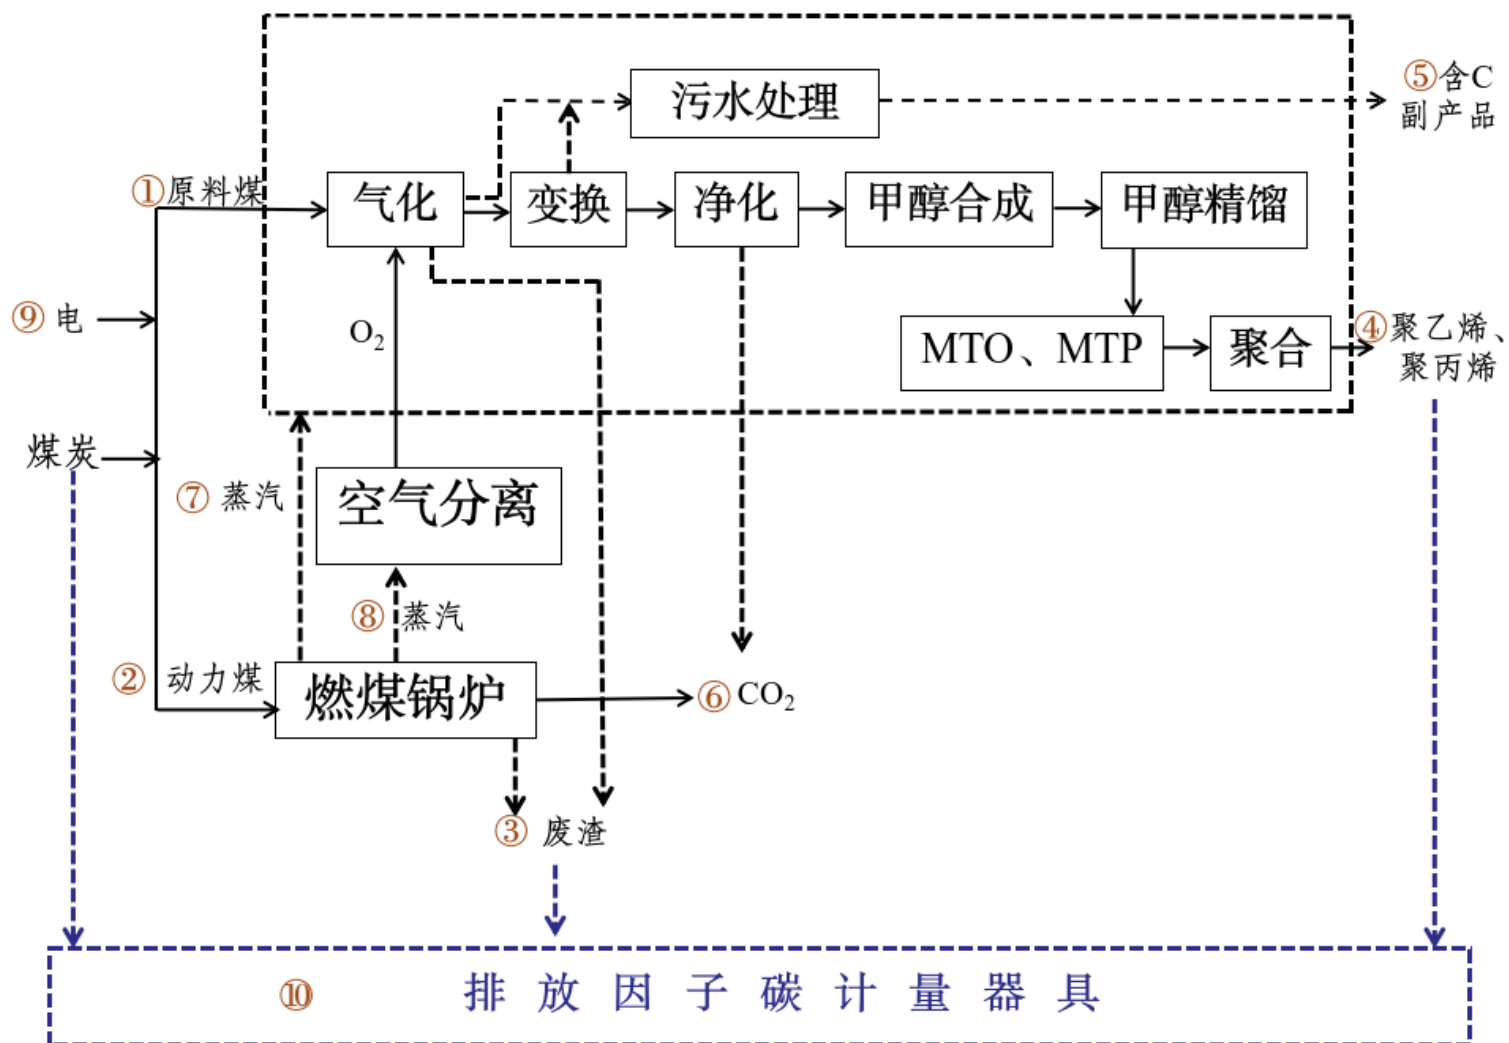 ⑤含C
副产品
污水处理
①原料煤
气化
变换
净化
甲醇合成
甲醇精馏
⑨ 电
O₂
MTO、MTP
聚合
④聚乙烯、
聚丙烯
煤炭
⑦ 蒸汽
空气分离
⑧ 蒸汽
② 动力煤
燃煤锅炉
⑥ CO₂
③ 废渣
⑩ 排放因子碳计量器具